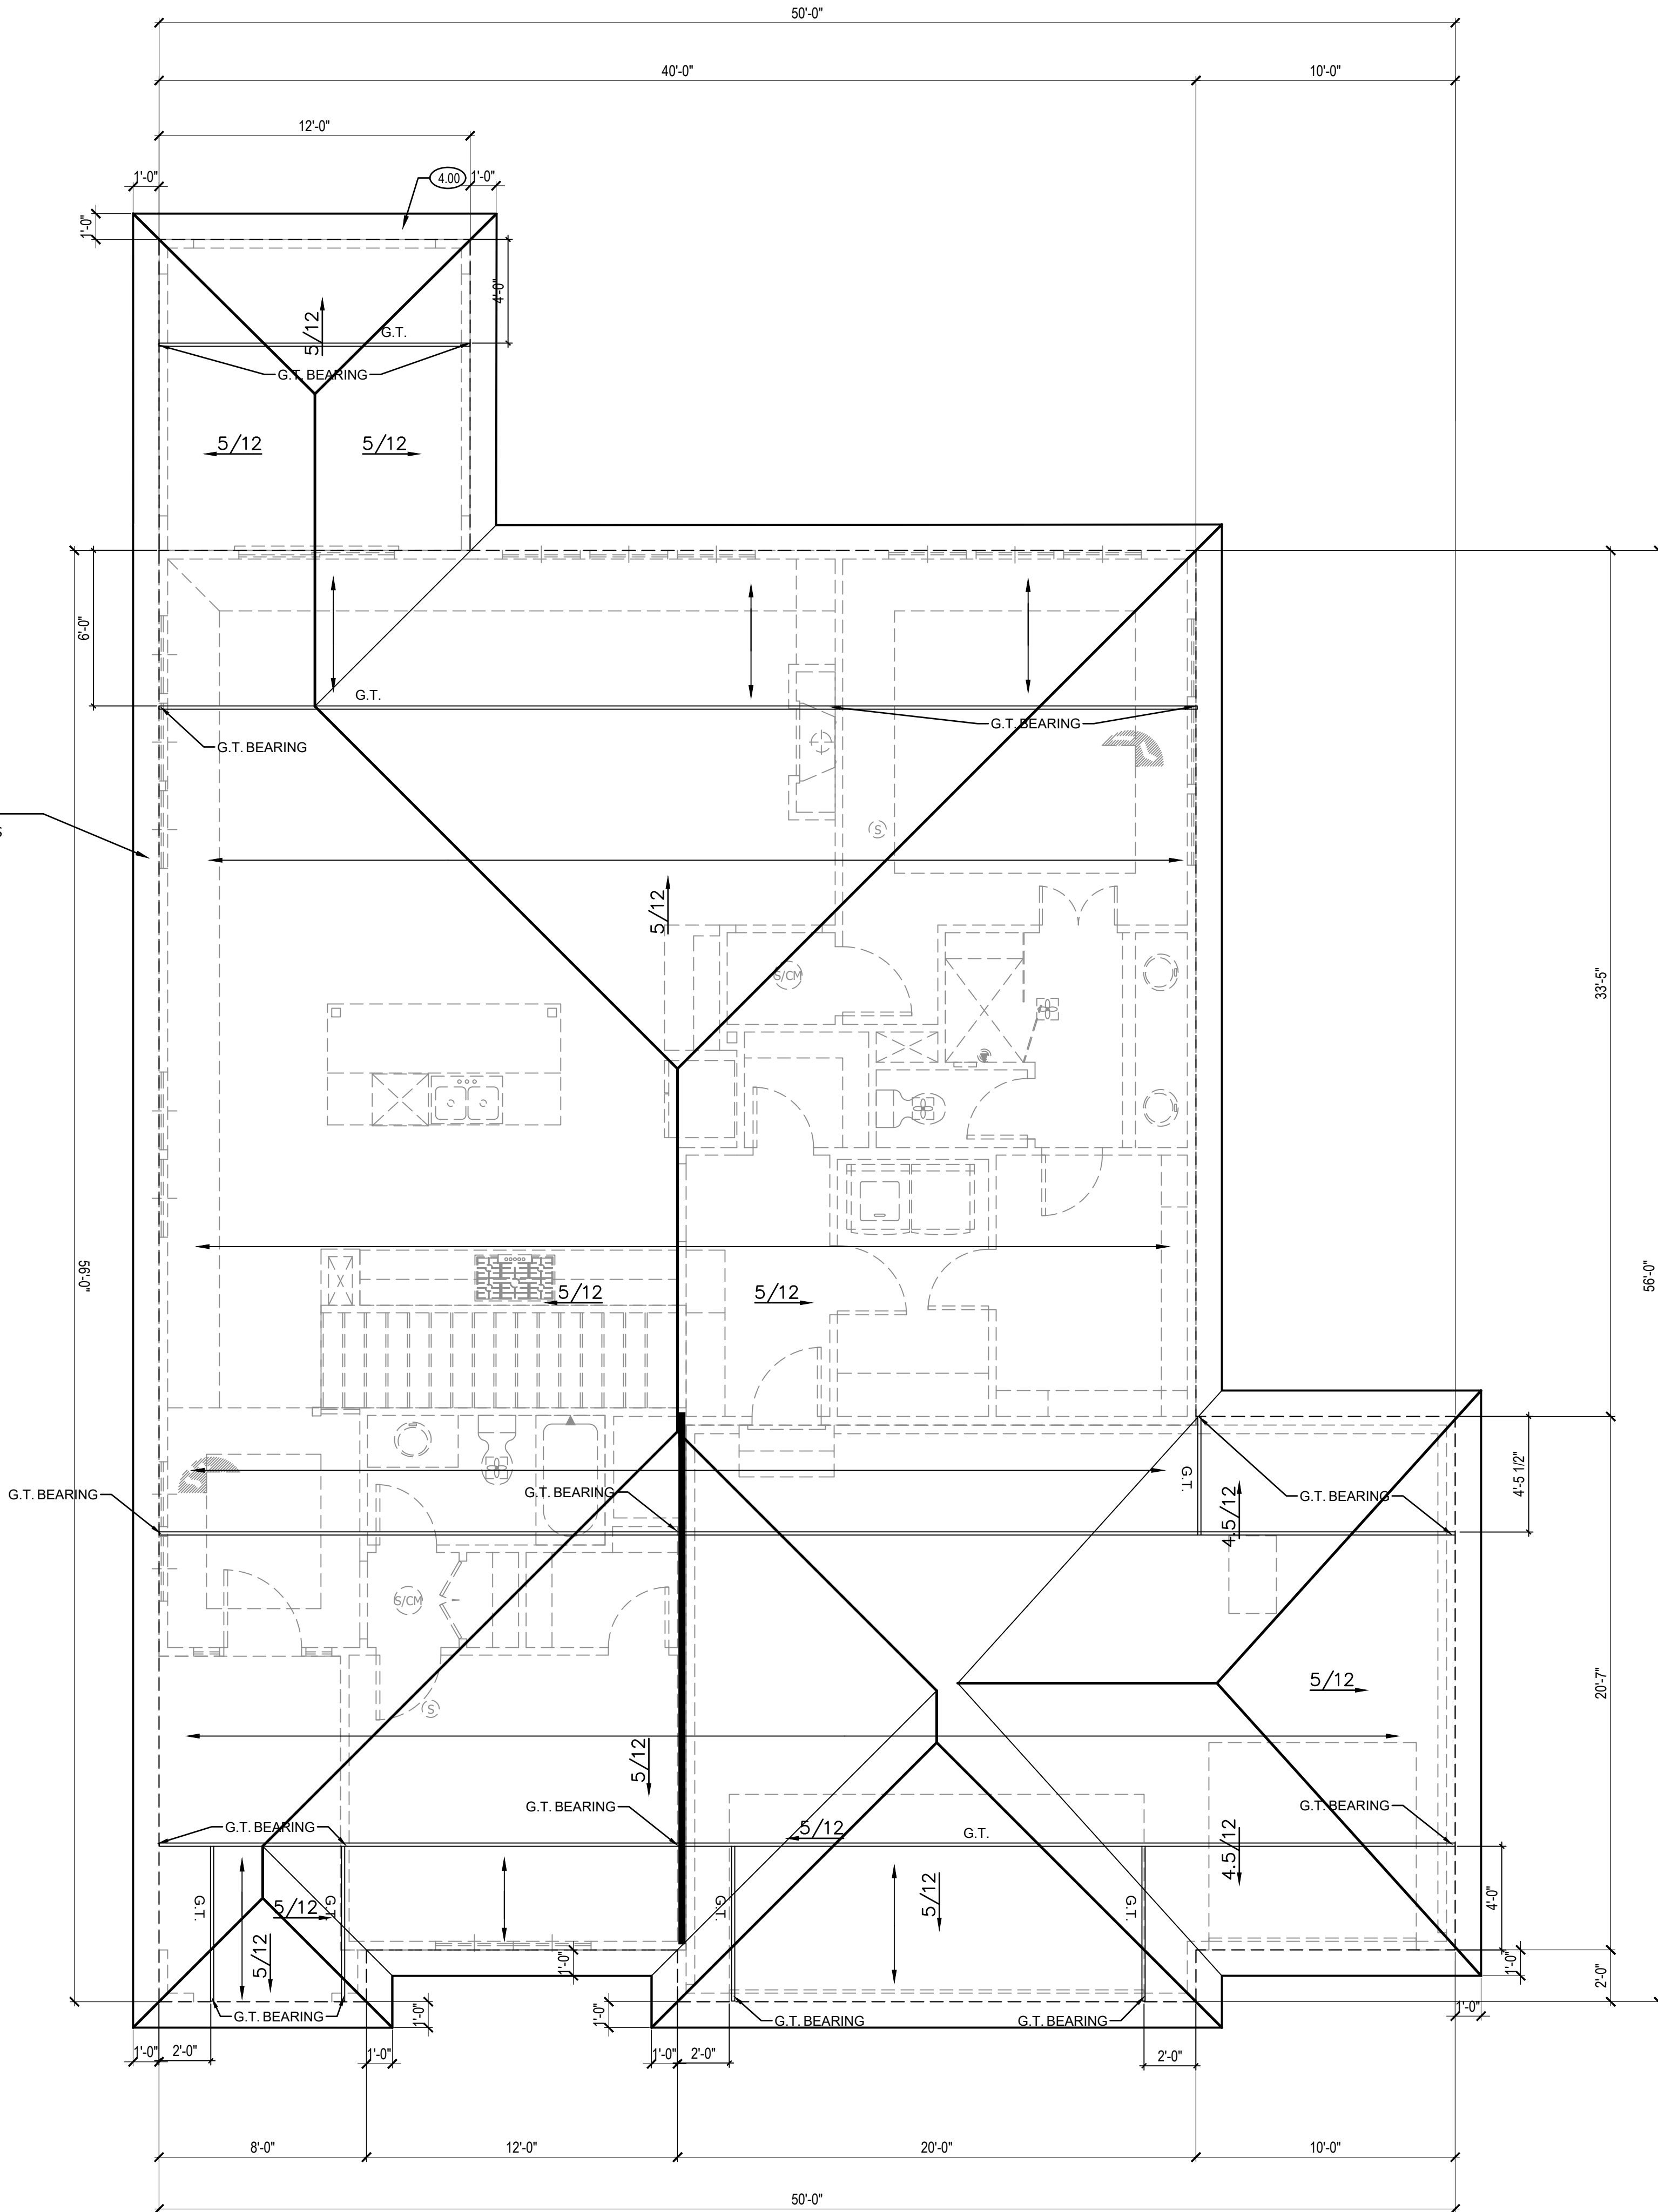 50'-0"
40'-0"
10'-0"
12'-0"
1'-0"
4.00
1'-0"
1'-0"
4'-0"
5/12
G.T.
G.T. BEARING
5/12
5/12
6'-0"
G.T.
G.T. BEARING
G.T. BEARING
S
S
5/12
S/CM
33'-5"
56'-0"
56'-0"
5/12
5/12
G.T. BEARING
G.T. BEARING
G.T.
4.5/12
G.T. BEARING
4'-5 1/2"
S/CM
S
5/12
20'-7"
5/12
G.T. BEARING
G.T. BEARING
G.T. BEARING
5/12
G.T.
4.5/12
G.T.
5/12
G.T.
5/12
G.T.
5/12
G.T.
4'-0"
1'-0"
1'-0"
2'-0"
G.T. BEARING
1'-0"
1'-0"
G.T. BEARING
G.T. BEARING
1'-0"
1'-0"
2'-0"
1'-0"
1'-0"
2'-0"
2'-0"
8'-0"
12'-0"
20'-0"
10'-0"
50'-0"